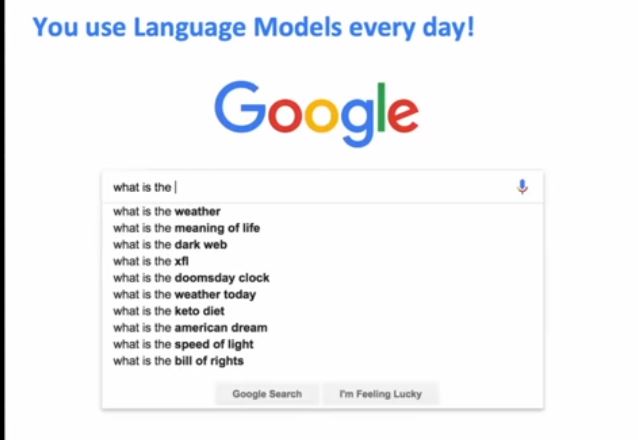 You use Language Models every day!
Google
what is the
what is the weather
what is the meaning of life
what is the dark web
what is the xfl
what is the doomsday clock
what is the weather today
what is the keto diet
what is the american dream
what is the speed of light
what is the bill of rights
Google Search I'm Feeling Lucky